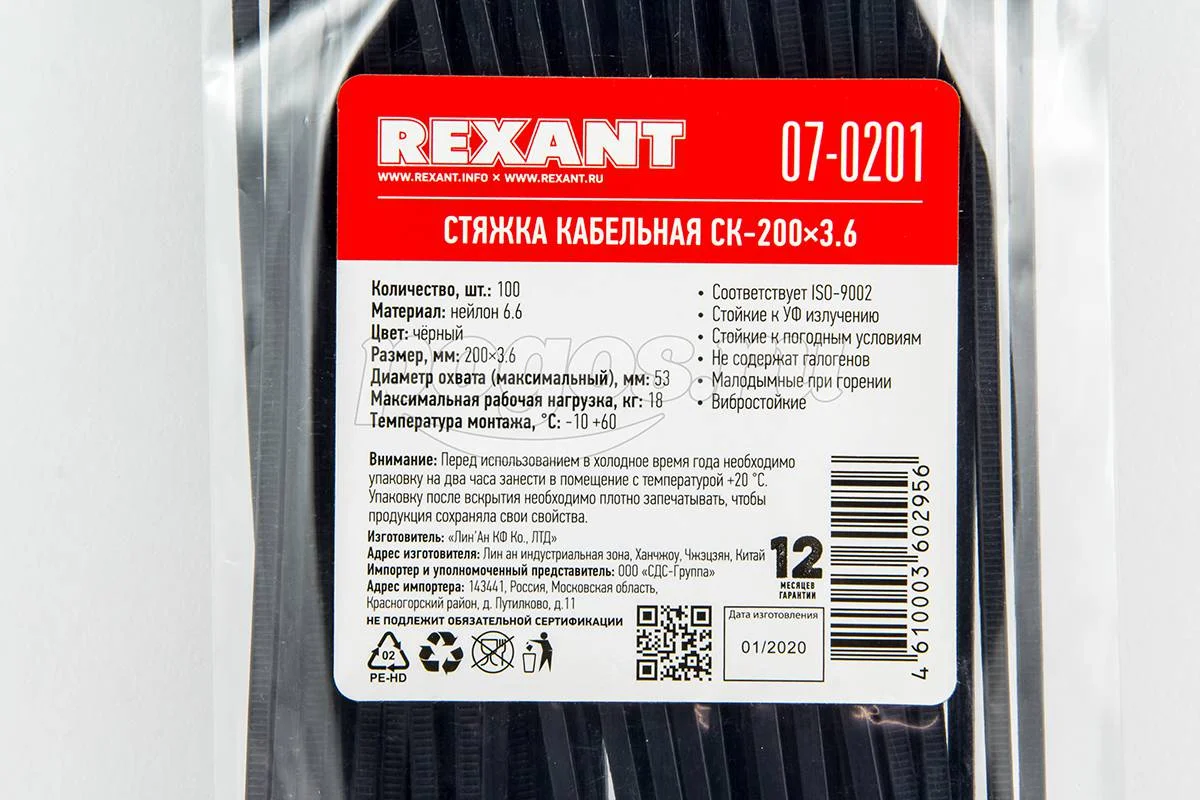 REXANT
07-0201
WWW.REXANT.INFO × WWW.REXANT.RU
СТЯЖКА КАБЕЛЬНАЯ СК-200×3.6
Количество, шт.: 100
Материал: нейлон 6.6
Цвет: чёрный
Размер, мм: 200×3.6
Диаметр охвата (максимальный), мм: 53
Максимальная рабочая нагрузка, кг: 18
Температура монтажа, °С: -10 +60
• Соответствует ISO-9002
• Стойкие к УФ излучению
• Стойкие к погодным условиям
• Не содержат галогенов
• Малодымные при горении
• Вибростойкие
pogos.ru
Внимание: Перед использованием в холодное время года необходимо
упаковку на два часа занести в помещение с температурой +20 °С.
Упаковку после вскрытия необходимо плотно запечатывать, чтобы
продукция сохраняла свои свойства.
Изготовитель: «Лин'Ан КФ Ко., ЛТД»
Адрес изготовителя: Лин ан индустриальная зона, Ханчжоу, Чжэцзян, Китай
Импортер и уполномоченный представитель: ООО «СДС-Группа»
Адрес импортера: 143441, Россия, Московская область,
Красногорский район, д. Путилково, д.11
НЕ ПОДЛЕЖИТ ОБЯЗАТЕЛЬНОЙ СЕРТИФИКАЦИИ
02
PE-HD
12
МЕСЯЦЕВ
ГАРАНТИИ
Дата изготовления
01/2020
4610003602956